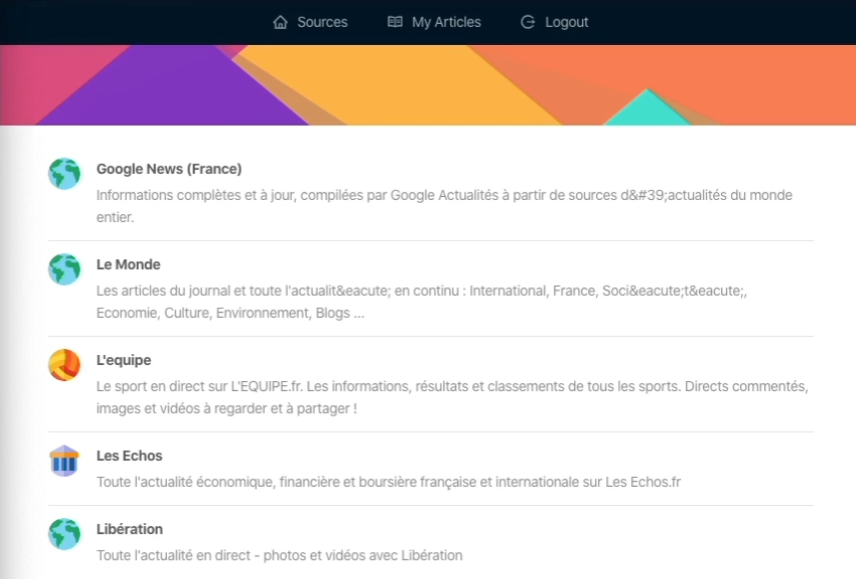 Sources My Articles Logout
Google News (France)
Informations complètes et à jour, compilées par Google Actualités à partir de sources d&#39;actualités du monde
entier.
Le Monde
Les articles du journal et toute l'actualit&eacute; en continu : International, France, Soci&eacute;t&eacute;,
Economie, Culture, Environnement, Blogs ...
L'equipe
Le sport en direct sur L'EQUIPE.fr. Les informations, résultats et classements de tous les sports. Directs commentés,
images et vidéos à regarder et à partager !
Les Echos
Toute l'actualité économique, financière et boursière française et internationale sur Les Echos.fr
Libération
Toute l'actualité en direct - photos et vidéos avec Libération